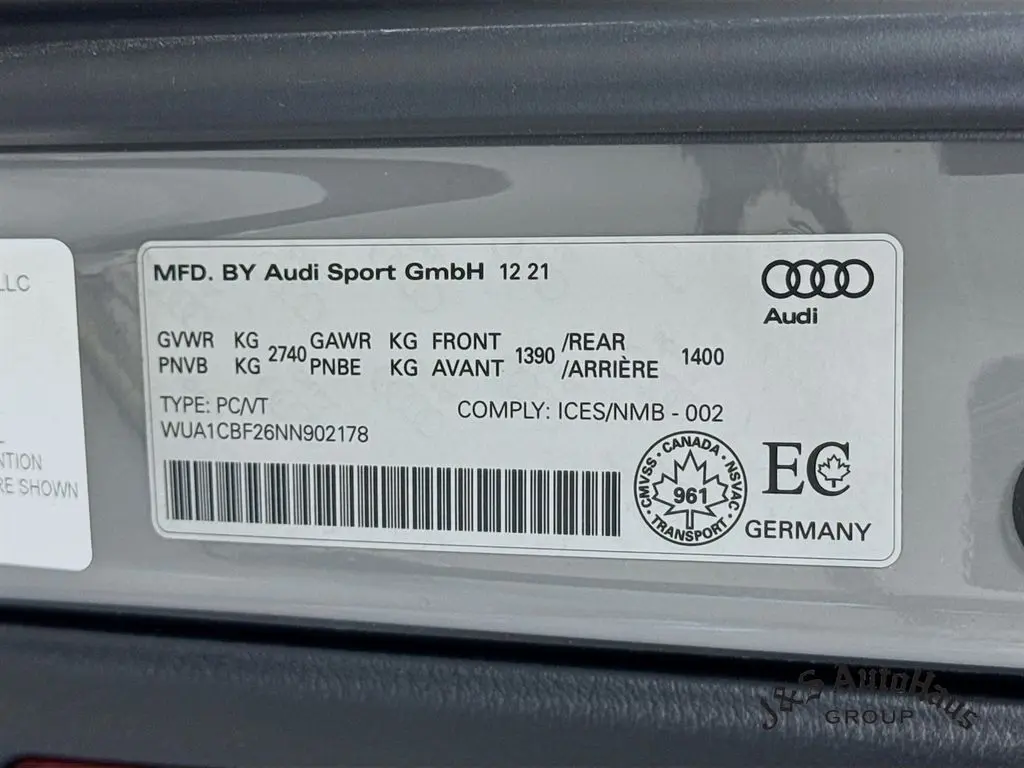 LLC
NTION
RE SHOWN
MFD. BY Audi Sport GmbH 12 21
Audi
GVWR KG 2740 GAWR KG FRONT 1390 /REAR 1400
PNVB KG PNBE KG AVANT /ARRIÈRE
TYPE: PC/VT
COMPLY: ICES/NMB - 002
WUA1CBF26NN902178
CMVSS · CANADA · NSVAC · TRANSPORT ·
961
EC
GERMANY
J&S AutoHaus
GROUP